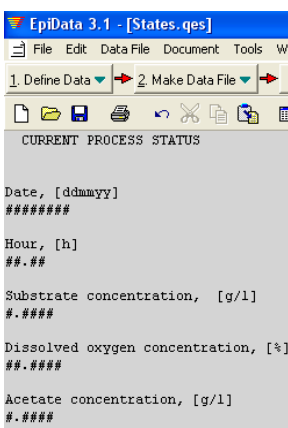 EpiData 3.1 - [States.qes]
File Edit Data File Document Tools
1. Define Data 2. Make Data File
CURRENT PROCESS STATUS
Date, [ddmmyy]
########
Hour, [h]
##.##
Substrate concentration, [g/l]
#.####
Dissolved oxygen concentration, [%]
##.####
Acetate concentration, [g/l]
#.####